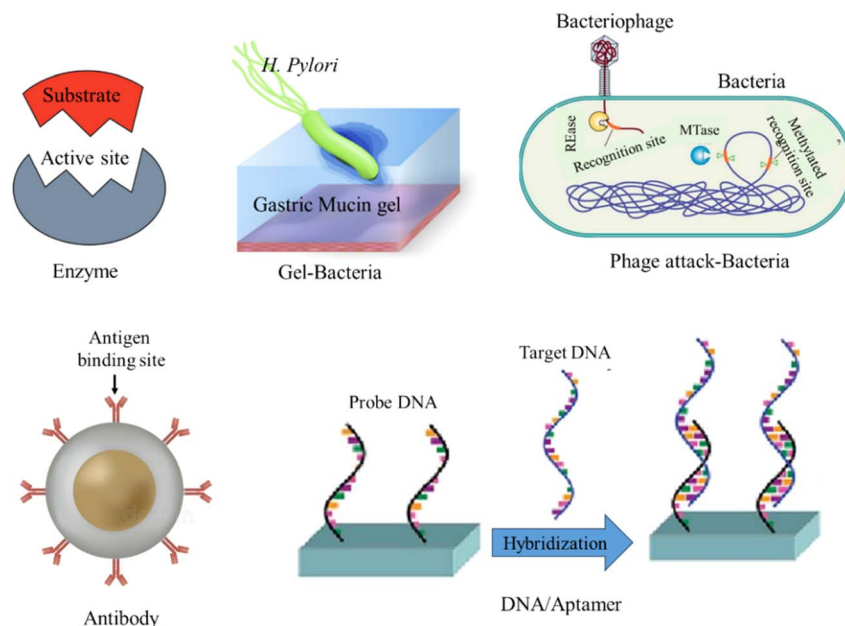 Substrate
Active site
Enzyme
H. Pylori
Gastric Mucin gel
Gel-Bacteria
Bacteriophage
Bacteria
REase
Recognition site
MTase
Methylated
recognition site
Phage attack-Bacteria
Antigen
binding site
Antibody
Probe DNA
Target DNA
Hybridization
DNA/Aptamer